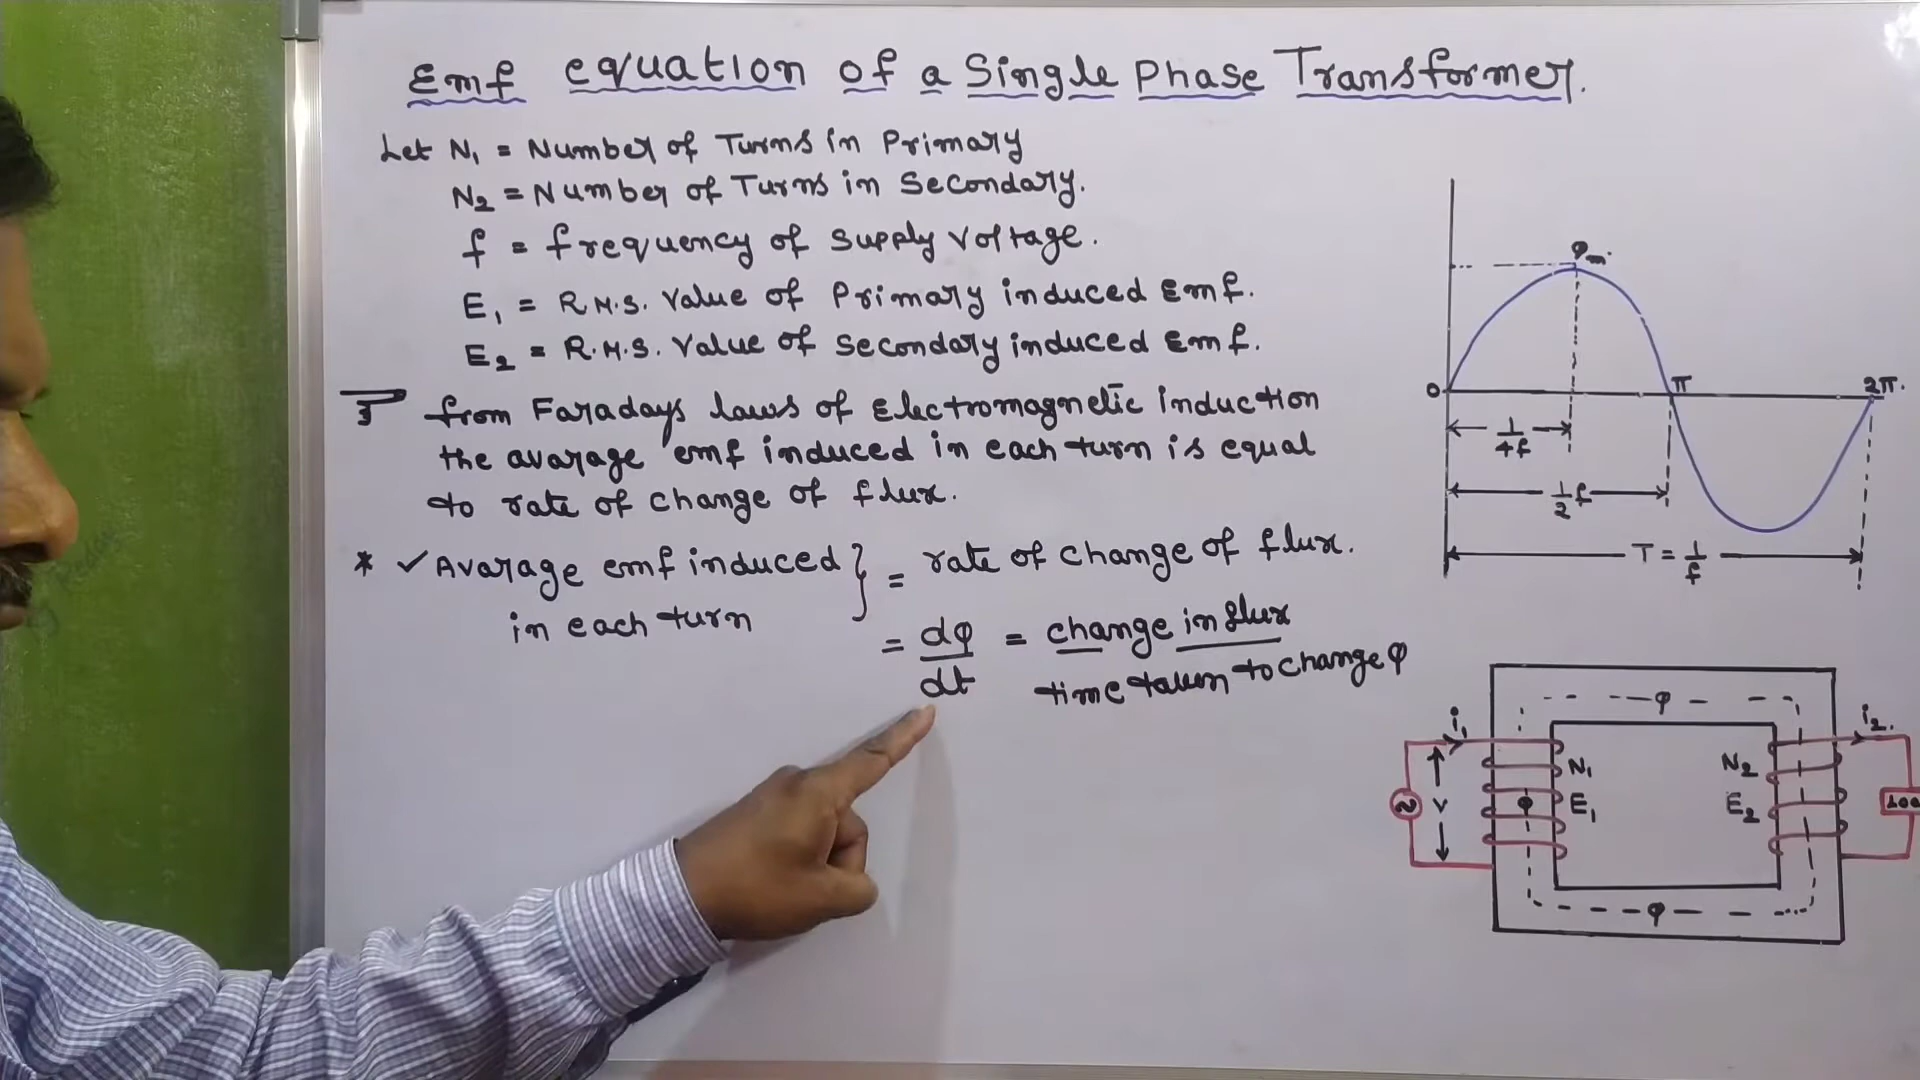 Emf equation of a Single Phase Transformer.
Let N₁ = Number of Turns in Primary
N₂ = Number of Turns in Secondary.
f = frequency of supply voltage.
E₁ = R.M.S. Value of Primary induced Emf.
E₂ = R.M.S. Value of Secondary induced Emf.
from Faradays laws of Electromagnetic induction
the avarage emf induced in each turn is equal
to rate of change of flux.
* ✓ Avarage emf induced } = rate of change of flux.
in each turn
= dφ/dt = change in flux / time taken to change φ
φm.
0 π 2π.
1/4f
1/2 f
T = 1/f
φ
i₁ i₂.
N₁ N₂
V φ E₁ E₂
φ